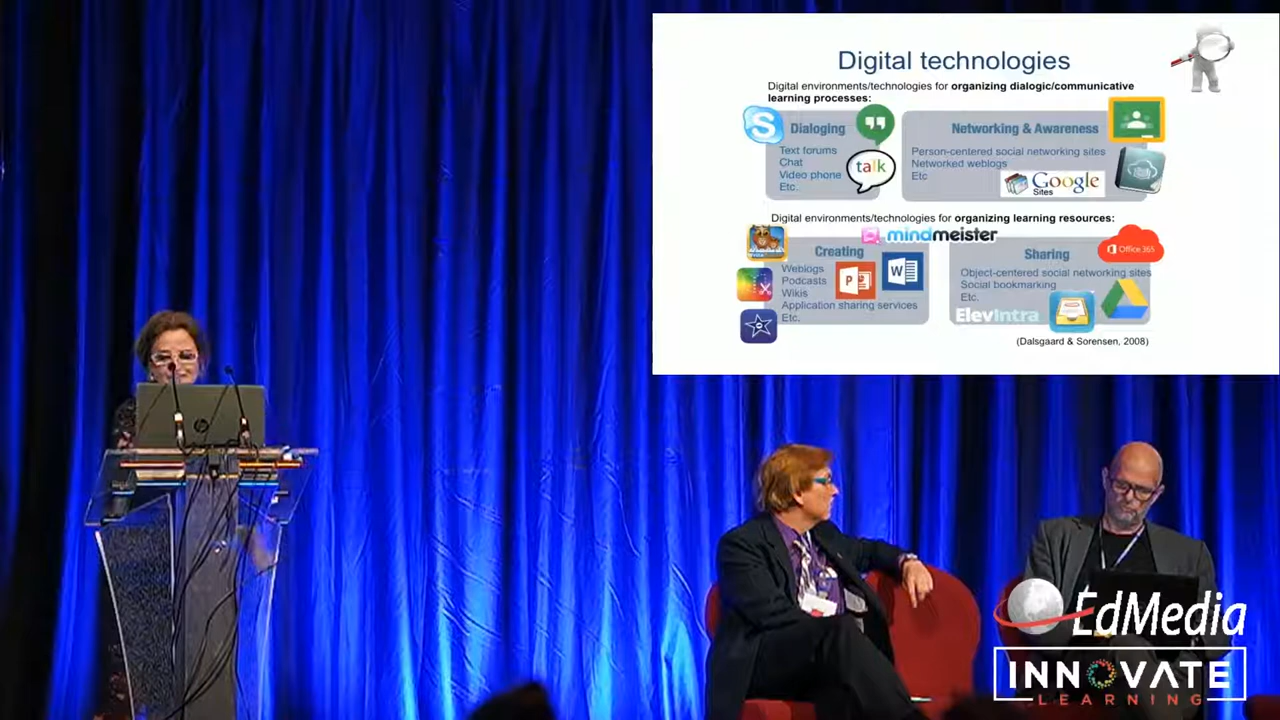 Digital technologies
Digital environments/technologies for organizing dialogic/communicative
learning processes:
Dialoging
Text forums
Chat
Video phone
Etc.
talk
Networking & Awareness
Person-centered social networking sites
Networked weblogs
Etc
Google
Sites
Digital environments/technologies for organizing learning resources:
mindmeister
Creating
Weblogs
Podcasts
Wikis
Application sharing services
Etc.
P
W
Sharing
Office 365
Object-centered social networking sites
Social bookmarking
Etc.
ElevIntra
(Dalsgaard & Sorensen, 2008)
hp
EdMedia
INNOVATE
LEARNING